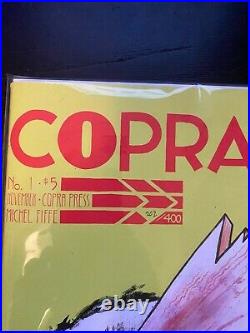 COPRA
No. 1 · $5
NOVEMBER · COPRA PRESS
MICHEL FIFFE
/400